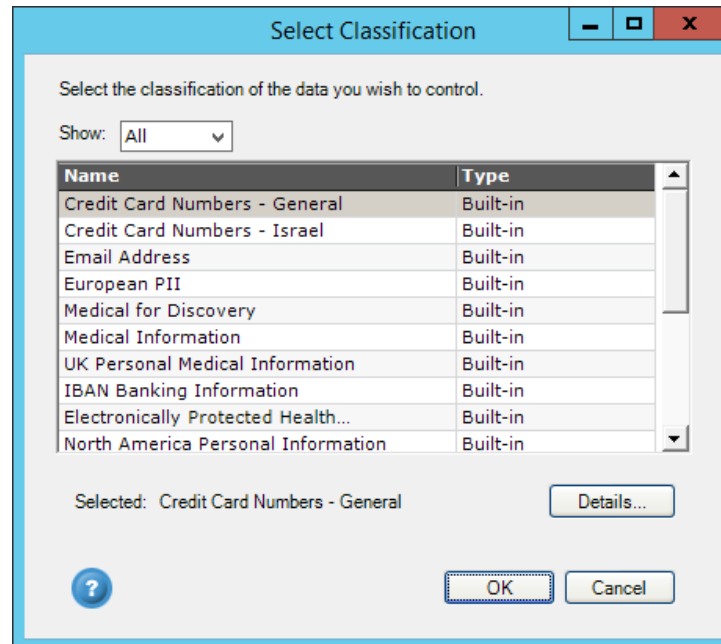 Select Classification
Select the classification of the data you wish to control.
Show: All
Name Type
Credit Card Numbers - General Built-in
Credit Card Numbers - Israel Built-in
Email Address Built-in
European PII Built-in
Medical for Discovery Built-in
Medical Information Built-in
UK Personal Medical Information Built-in
IBAN Banking Information Built-in
Electronically Protected Health... Built-in
North America Personal Information Built-in
Selected: Credit Card Numbers - General Details...
? OK Cancel